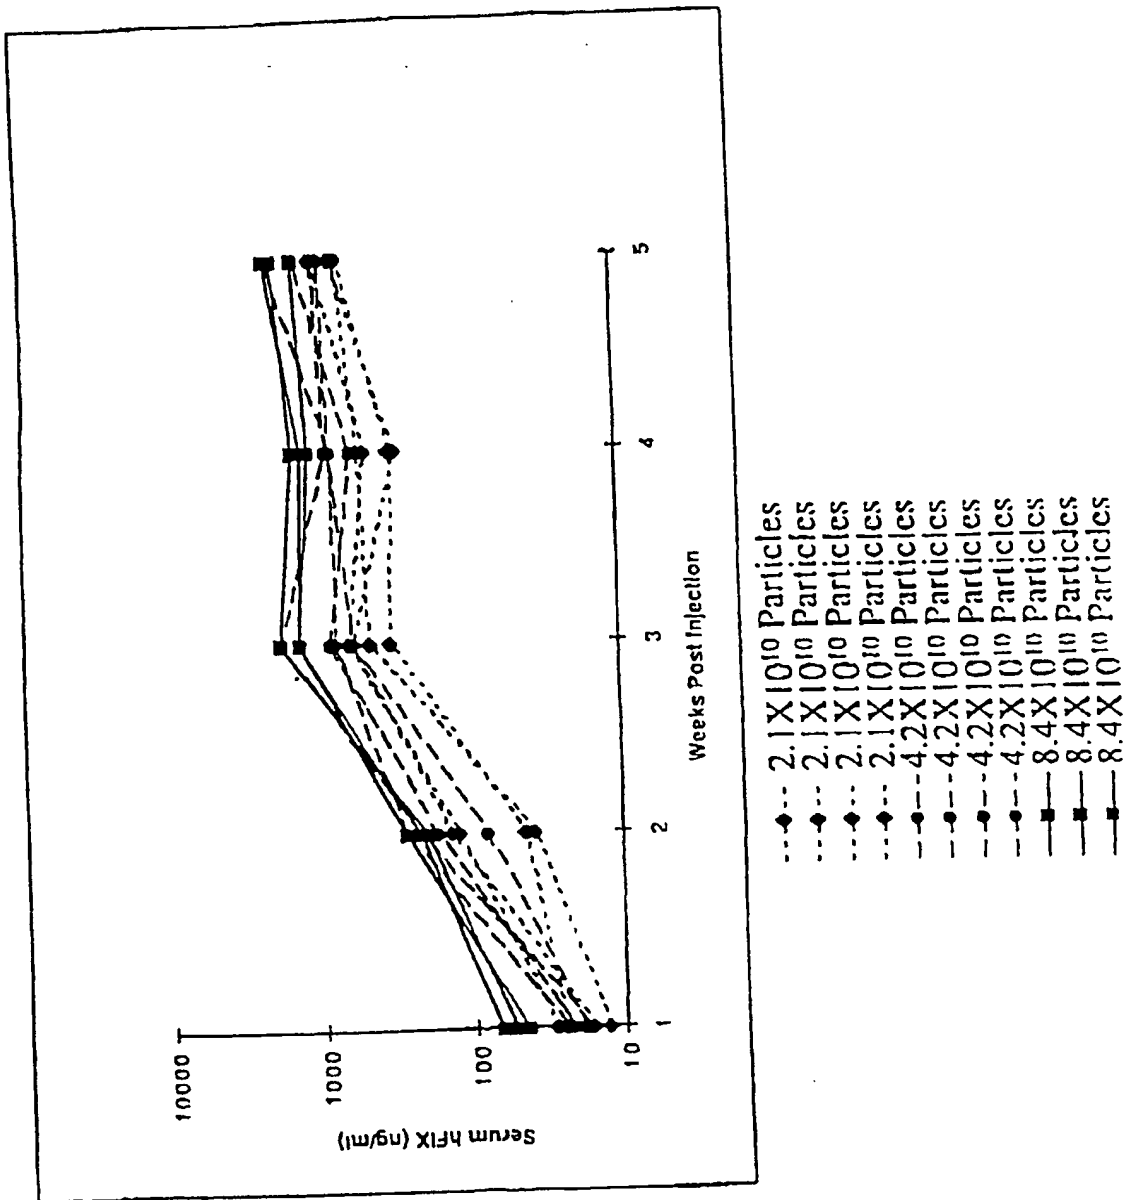 10000
1000
100
10
Serum hFIX (ng/ml)
1
2
3
4
5
Weeks Post Injection
2.1X10¹⁰ Particles
2.1X10¹⁰ Particles
2.1X10¹⁰ Particles
2.1X10¹⁰ Particles
4.2X10¹⁰ Particles
4.2X10¹⁰ Particles
4.2X10¹⁰ Particles
4.2X10¹⁰ Particles
8.4X10¹⁰ Particles
8.4X10¹⁰ Particles
8.4X10¹⁰ Particles